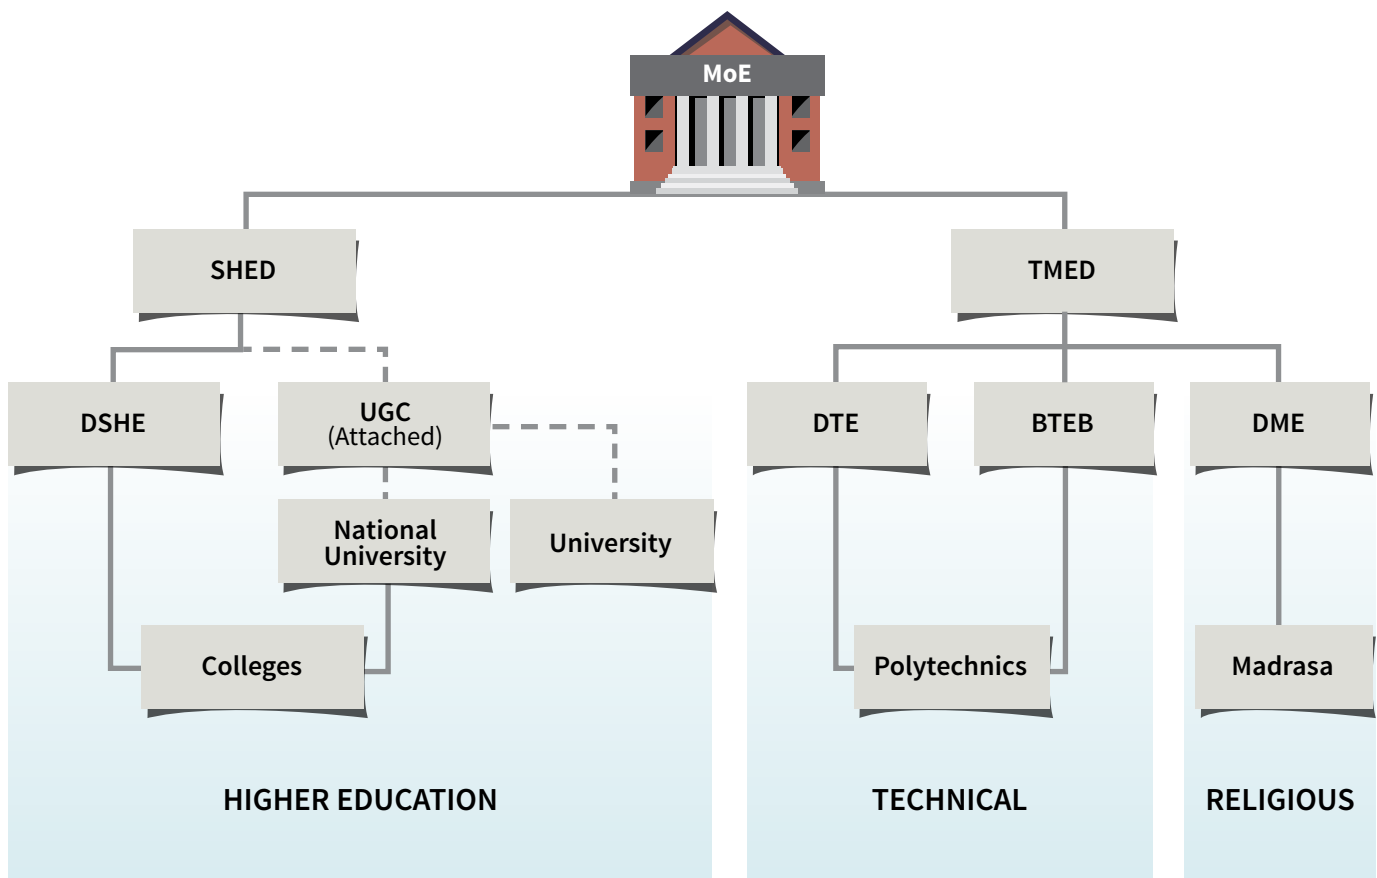 MoE
SHED
TMED
DSHE
UGC
(Attached)
DTE
BTEB
DME
National
University
University
Colleges
Polytechnics
Madrasa
HIGHER EDUCATION
TECHNICAL
RELIGIOUS